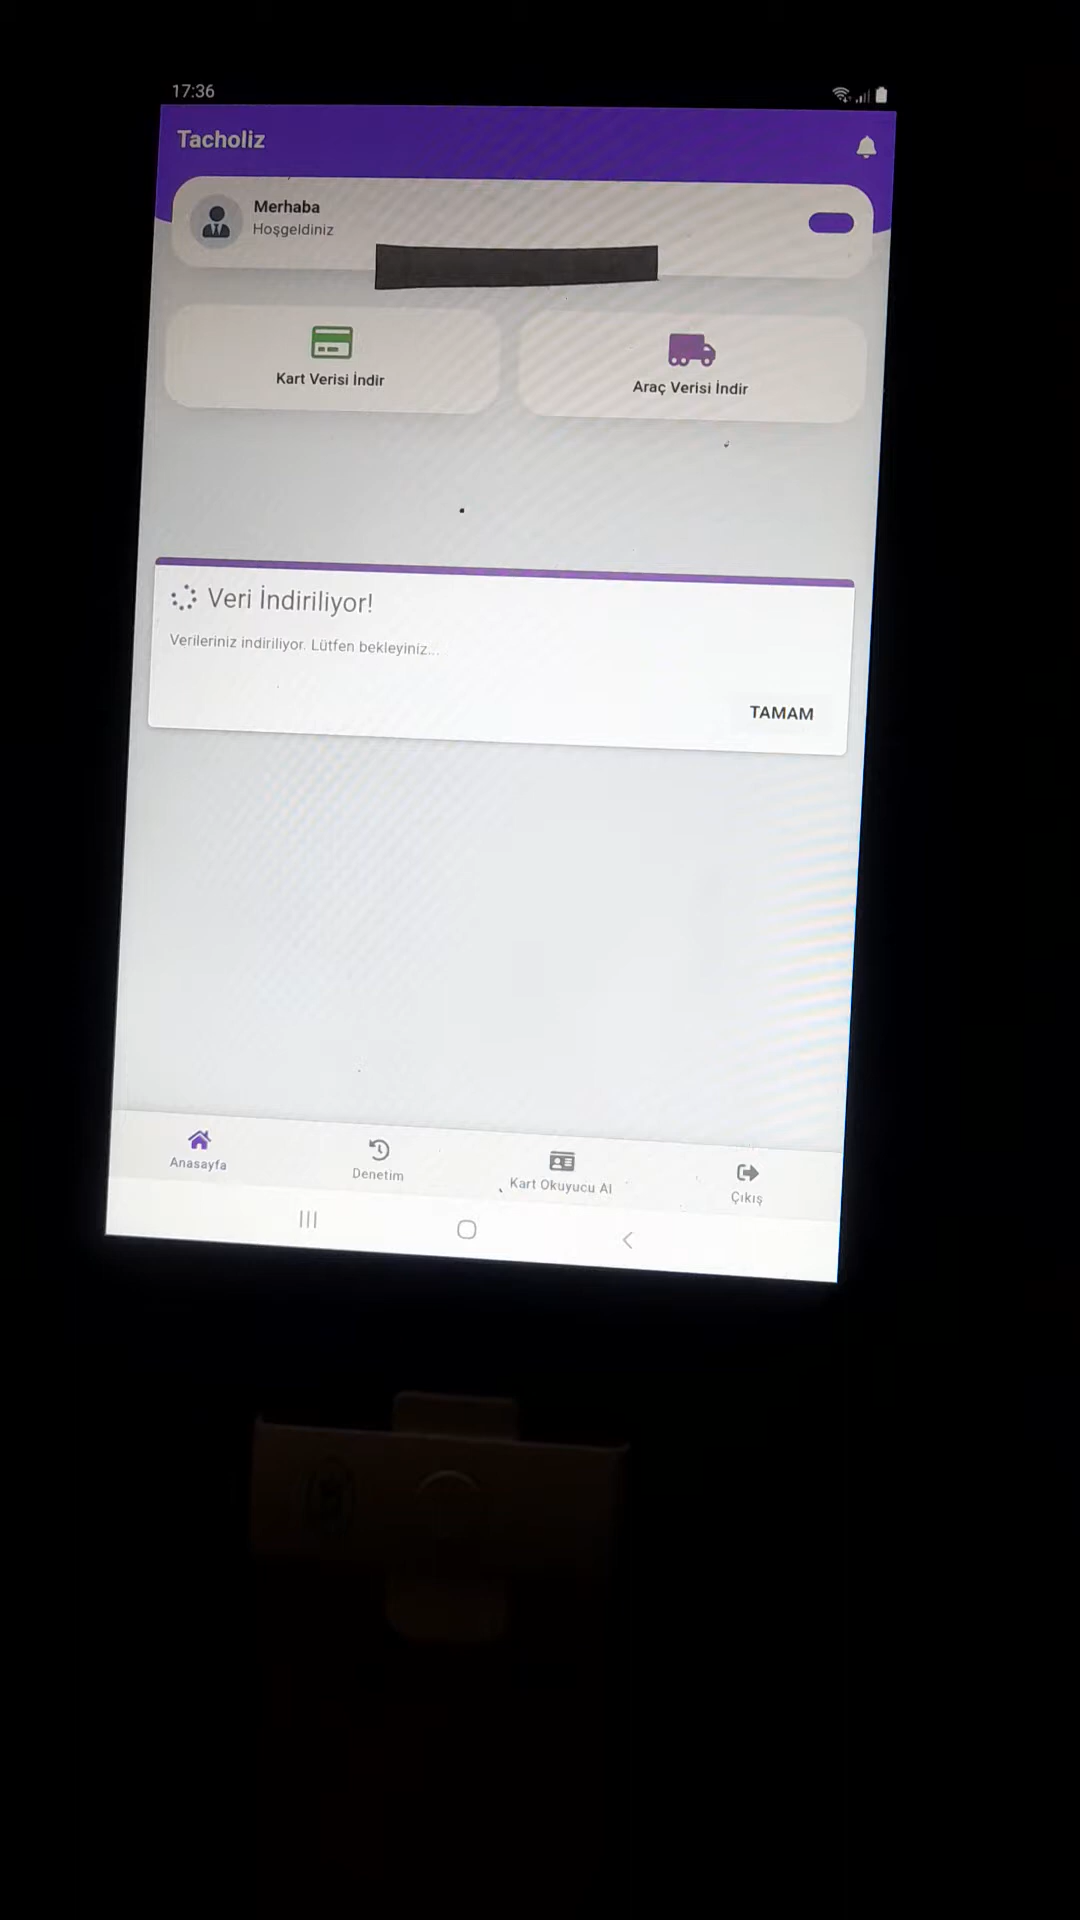 17:36
Tacholiz
Merhaba
Hoşgeldiniz
Kart Verisi İndir
Araç Verisi İndir
Veri İndiriliyor!
Verileriniz indiriliyor. Lütfen bekleyiniz...
TAMAM
Anasayfa
Denetim
Kart Okuyucu Al
Çıkış